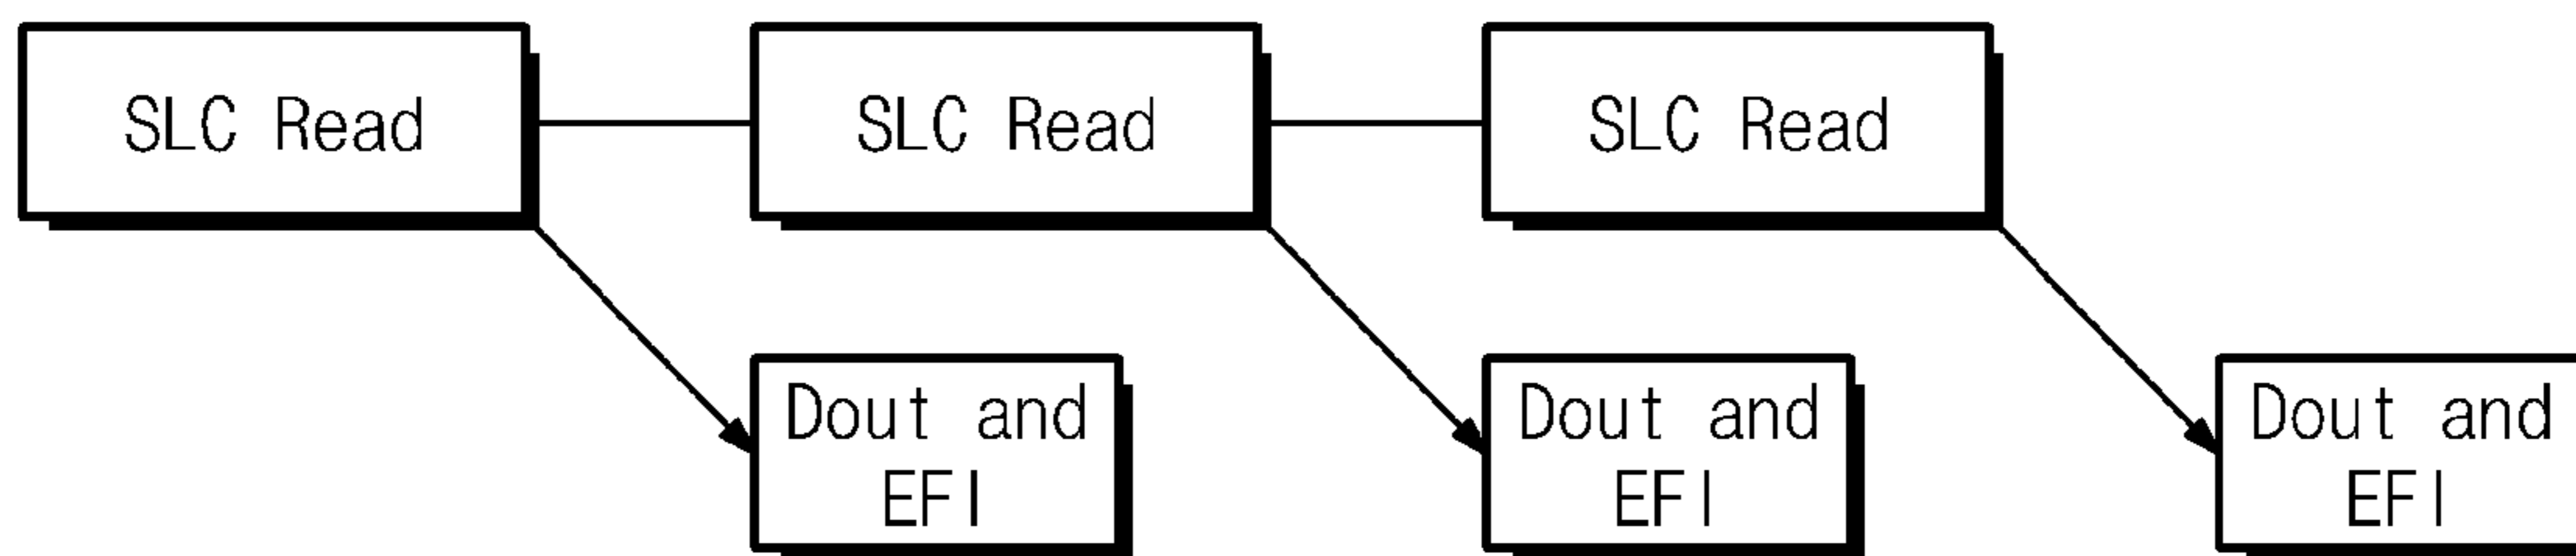 SLC Read
SLC Read
SLC Read
Dout and
EFI
Dout and
EFI
Dout and
EFI